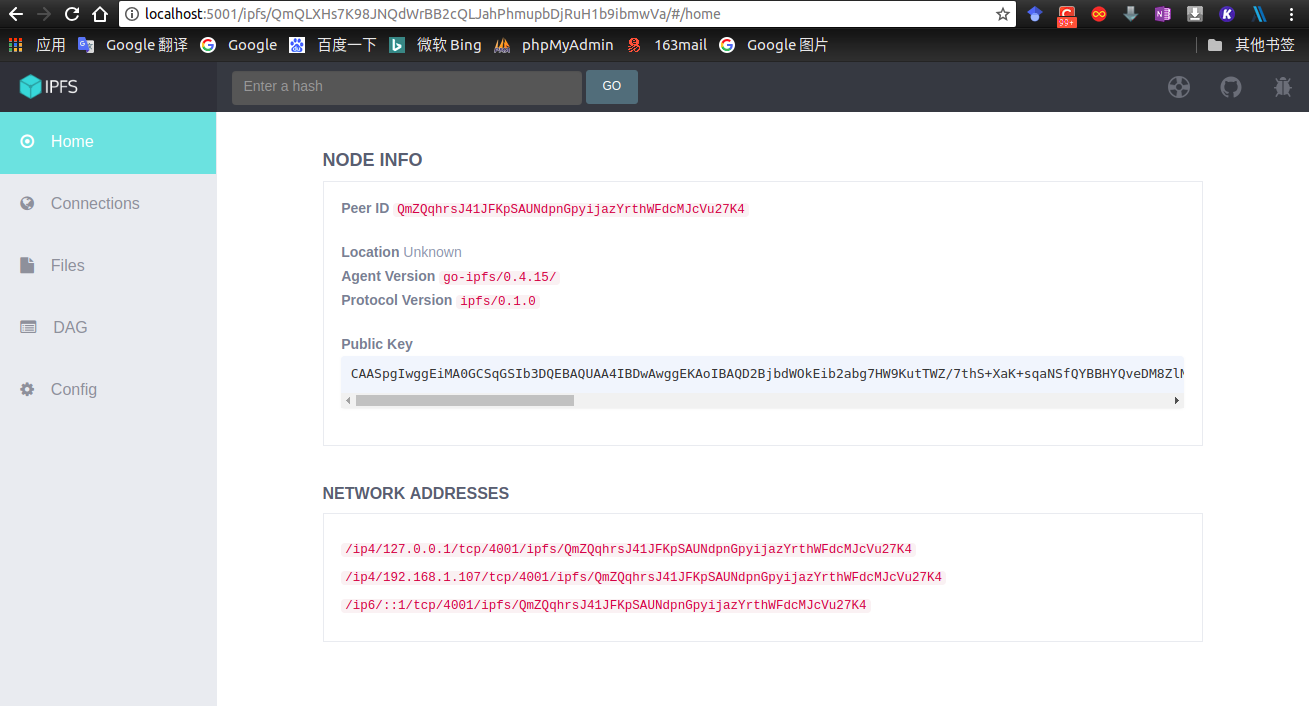 localhost:5001/ipfs/QmQLXHs7K98JNQdWrBB2cQLJahPhmupbDjRuH1b9ibmwVa/#/home
99+
N
K
应用 Google 翻译 Google 百度一下 微软 Bing phpMyAdmin 163mail Google 图片 其他书签
IPFS
Enter a hash
GO
Home
Connections
Files
DAG
Config
NODE INFO
Peer ID QmZQqhrsJ41JFKpSAUNdpnGpyijazYrthWFdcMJcVu27K4
Location Unknown
Agent Version go-ipfs/0.4.15/
Protocol Version ipfs/0.1.0
Public Key
CAASpgIwggEiMA0GCSqGSIb3DQEBAQUAA4IBDwAwggEKAoIBAQD2BjbdWOkEib2abg7HW9KutTWZ/7thS+XaK+sqaNSfQYBBHYQveDM8ZlM
NETWORK ADDRESSES
/ip4/127.0.0.1/tcp/4001/ipfs/QmZQqhrsJ41JFKpSAUNdpnGpyijazYrthWFdcMJcVu27K4
/ip4/192.168.1.107/tcp/4001/ipfs/QmZQqhrsJ41JFKpSAUNdpnGpyijazYrthWFdcMJcVu27K4
/ip6/::1/tcp/4001/ipfs/QmZQqhrsJ41JFKpSAUNdpnGpyijazYrthWFdcMJcVu27K4